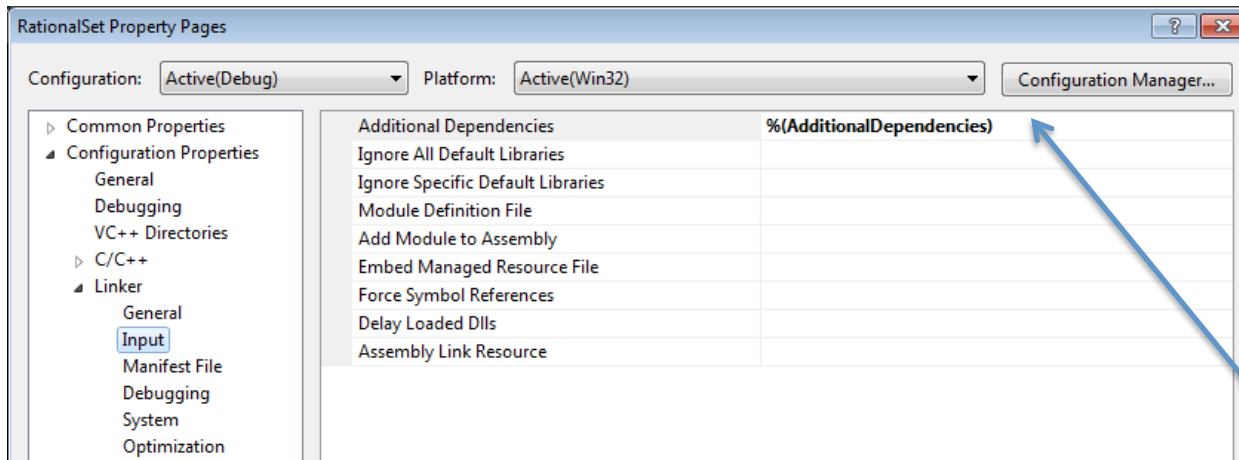 RationalSet Property Pages
Configuration: Active(Debug) Platform: Active(Win32) Configuration Manager...
Common Properties
Configuration Properties
General
Debugging
VC++ Directories
C/C++
Linker
General
Input
Manifest File
Debugging
System
Optimization
Additional Dependencies %(AdditionalDependencies)
Ignore All Default Libraries
Ignore Specific Default Libraries
Module Definition File
Add Module to Assembly
Embed Managed Resource File
Force Symbol References
Delay Loaded Dlls
Assembly Link Resource